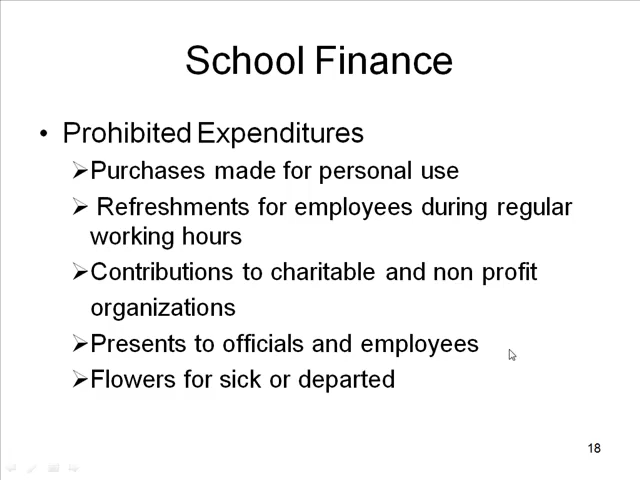 School Finance
• Prohibited Expenditures
➢Purchases made for personal use
➢ Refreshments for employees during regular
working hours
➢Contributions to charitable and non profit
organizations
➢Presents to officials and employees
➢Flowers for sick or departed
18